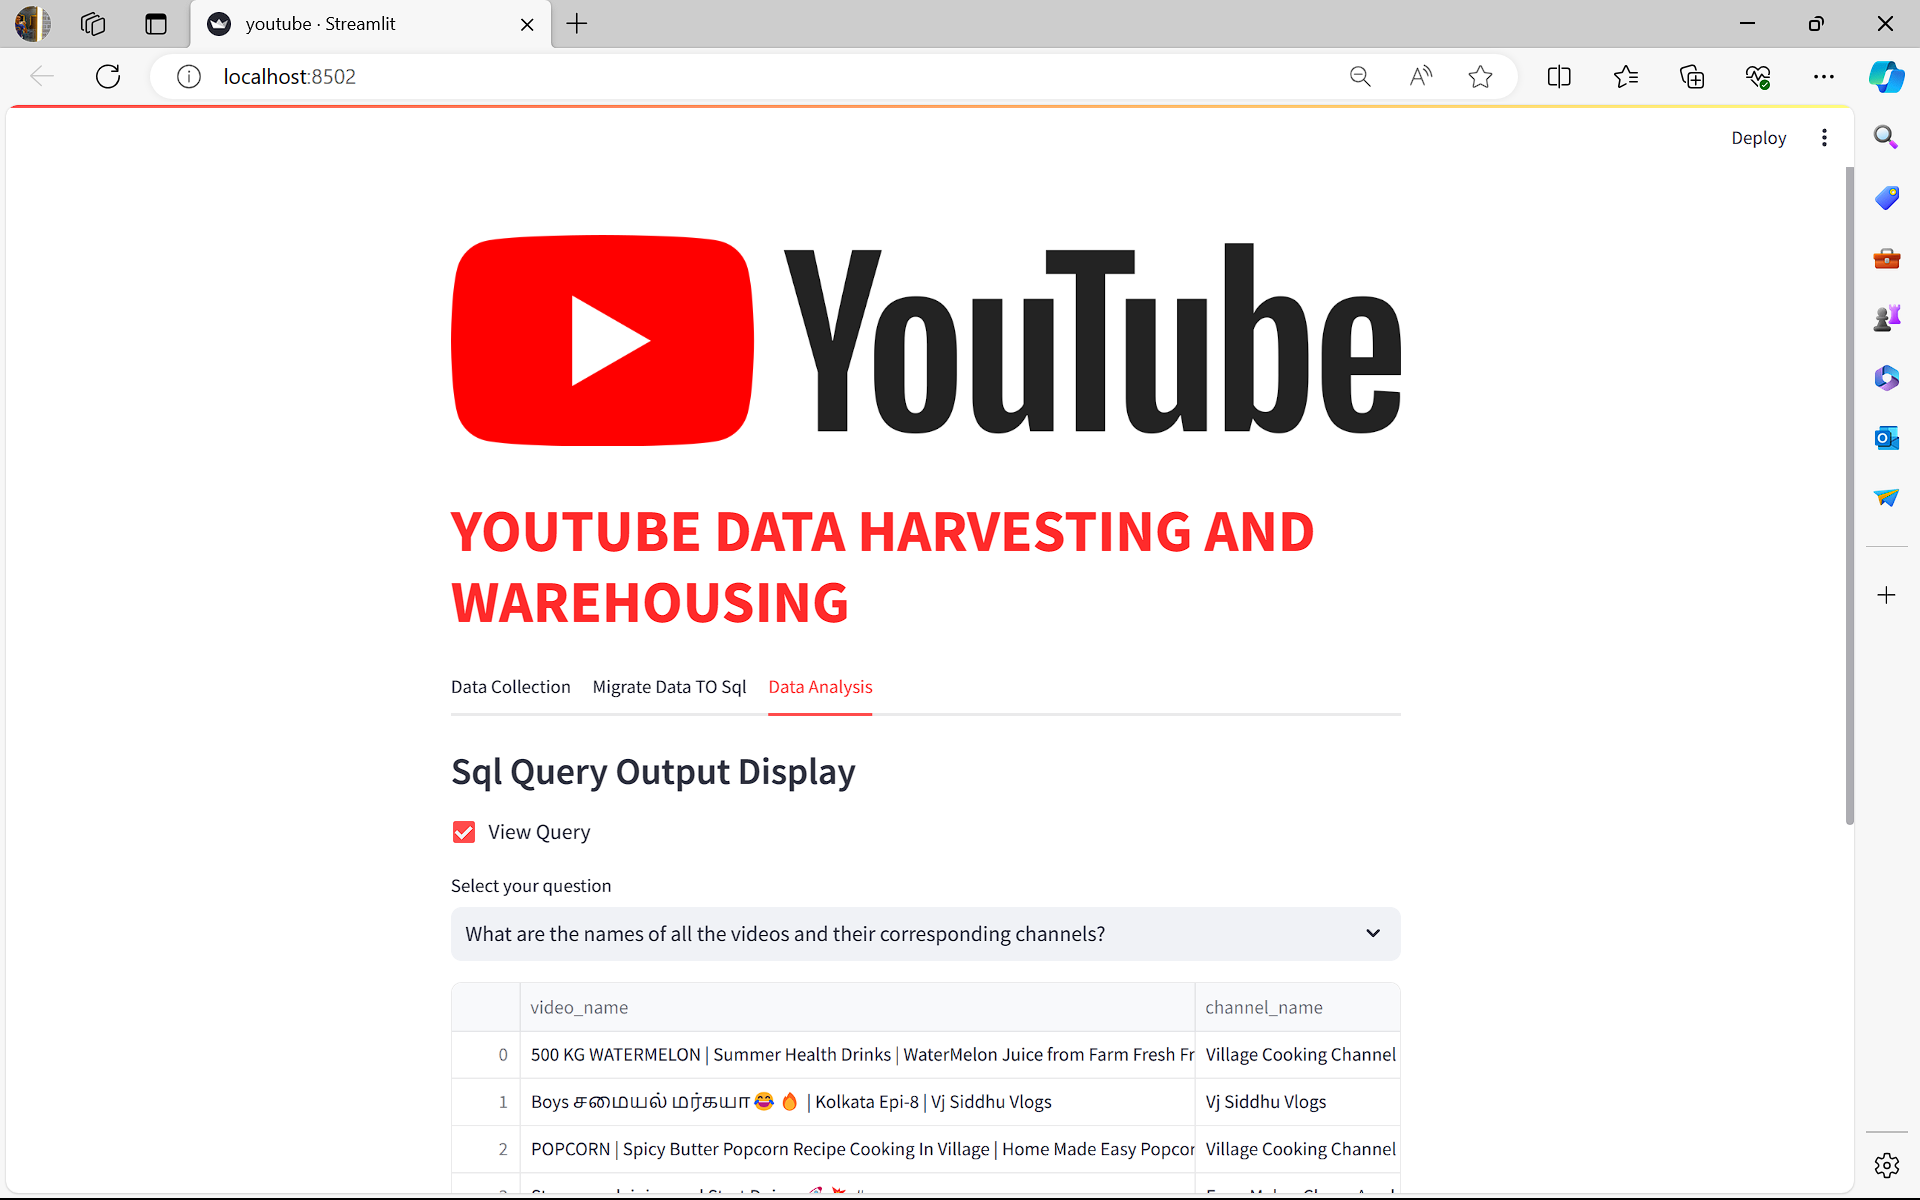 youtube · Streamlit
localhost:8502
Deploy
YouTube
YOUTUBE DATA HARVESTING AND
WAREHOUSING
Data Collection Migrate Data TO Sql Data Analysis
Sql Query Output Display
View Query
Select your question
What are the names of all the videos and their corresponding channels?
video_name channel_name
0 500 KG WATERMELON | Summer Health Drinks | WaterMelon Juice from Farm Fresh Fr Village Cooking Channel
1 Boys சமையல் மர்கயா😂 🔥 | Kolkata Epi-8 | Vj Siddhu Vlogs Vj Siddhu Vlogs
2 POPCORN | Spicy Butter Popcorn Recipe Cooking In Village | Home Made Easy Popcor Village Cooking Channel